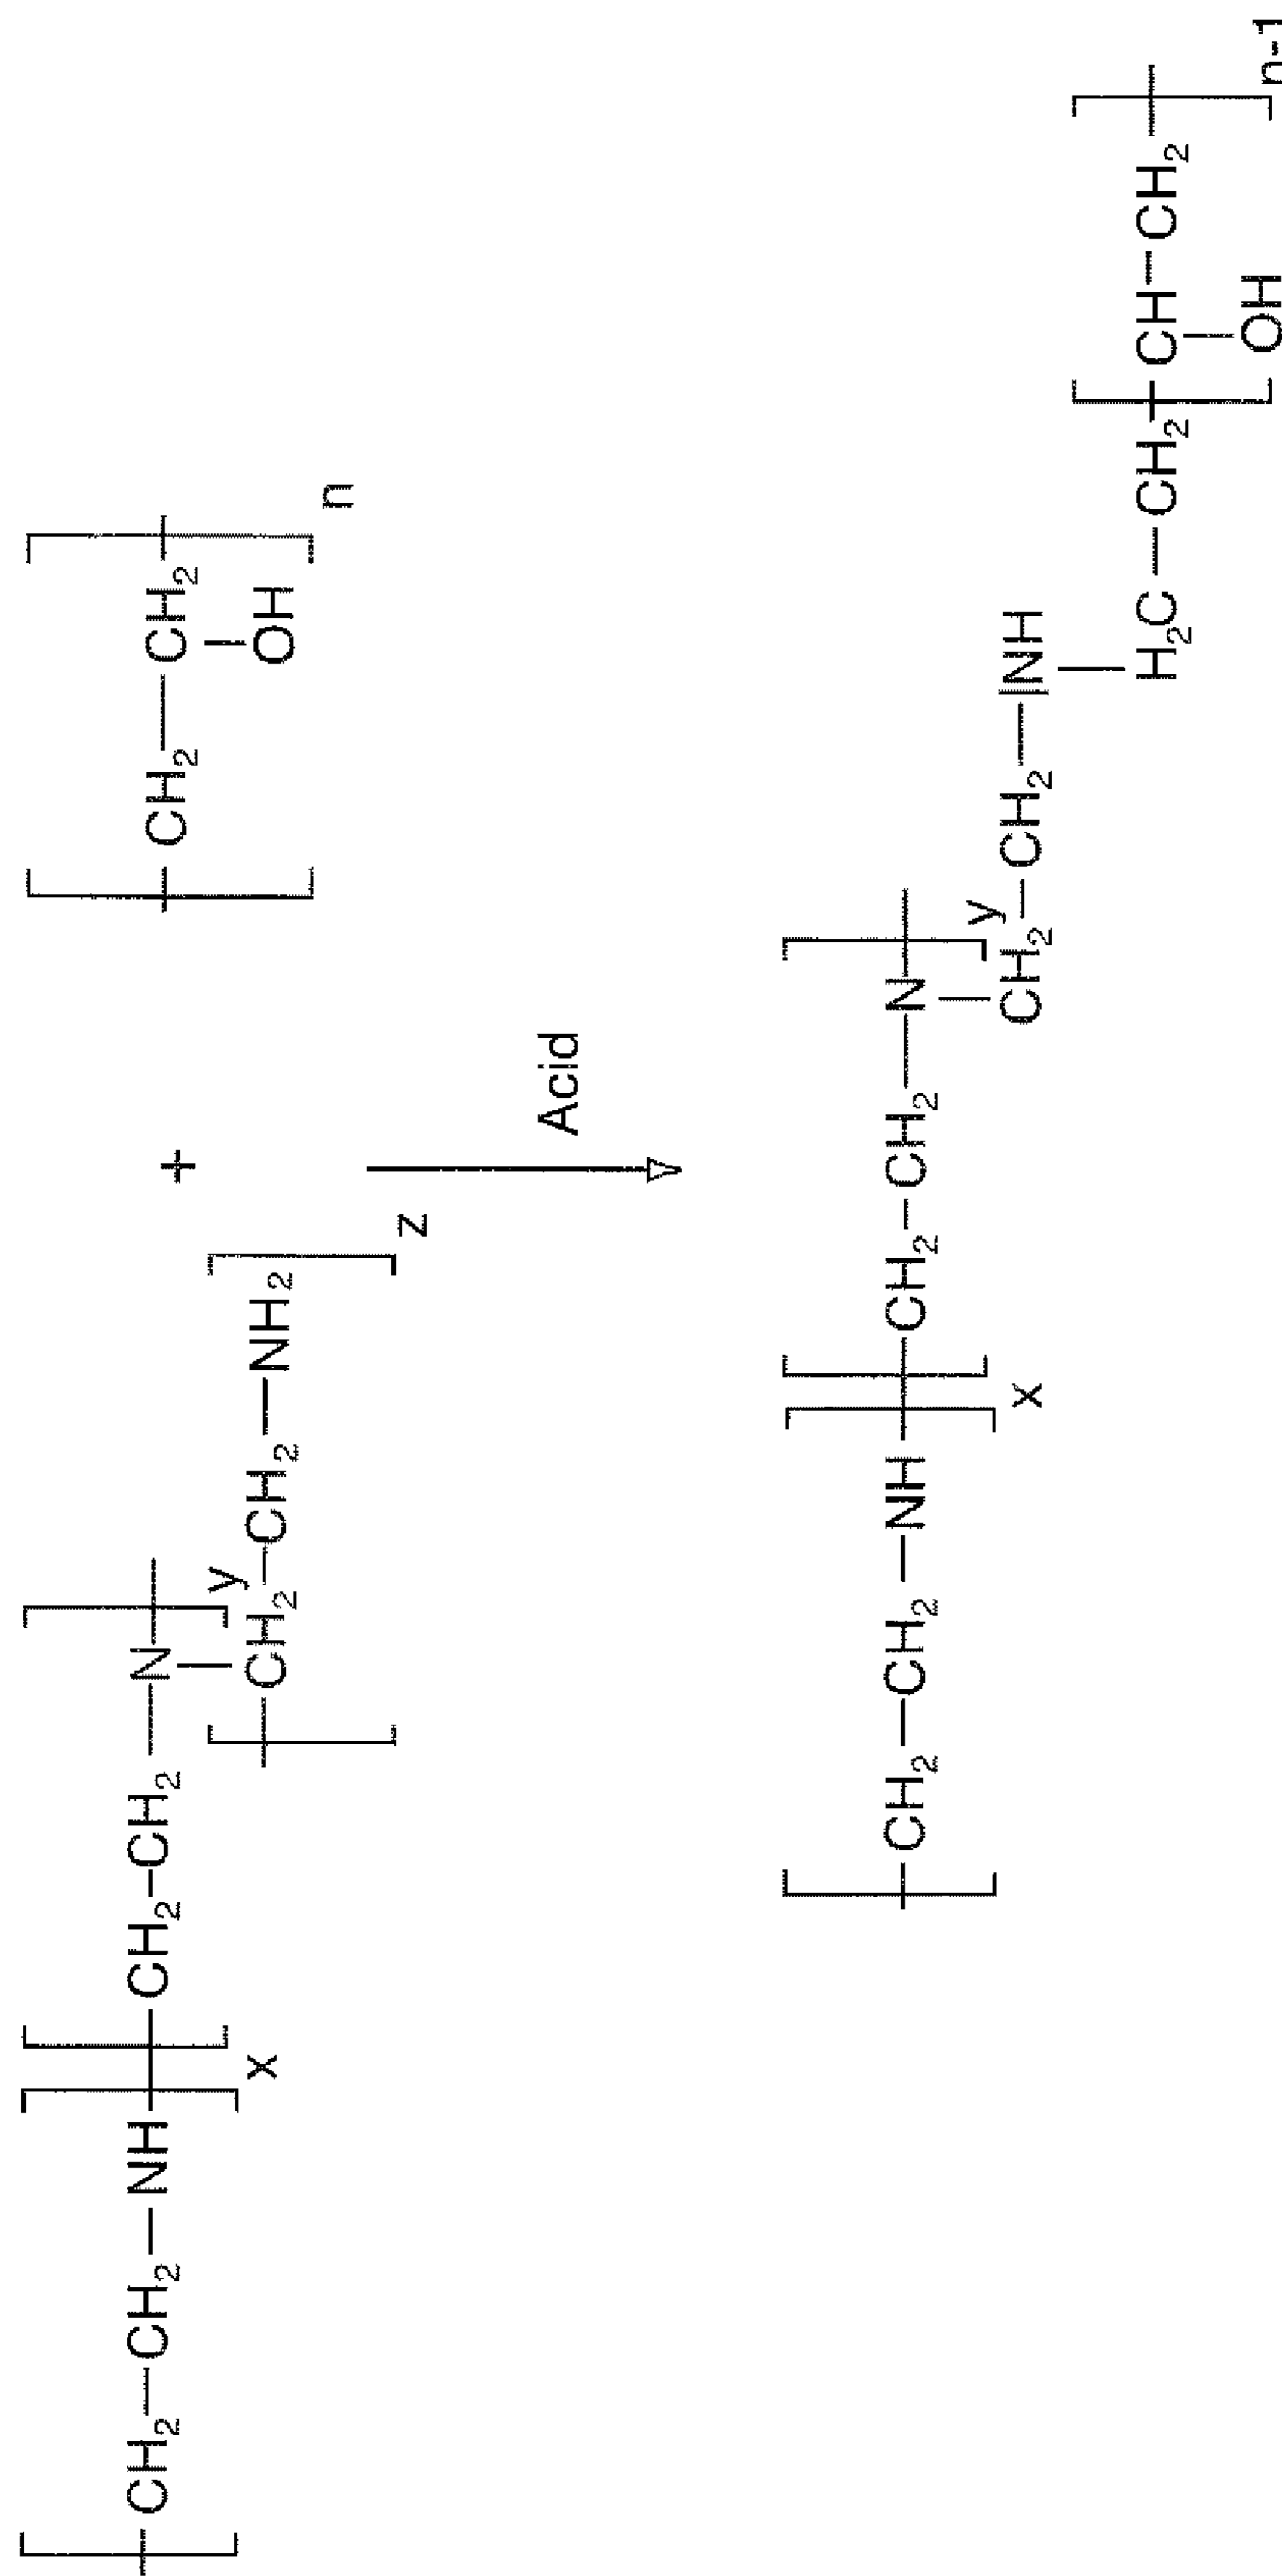 CH2—CH2—NH x CH2-CH2—N y
CH2-CH2—NH2 z
+
CH2—CH2 n
OH
Acid
CH2—CH2—NH x CH2-CH2—N y
CH2-CH2—NH
H2C-CH2 CH-CH2 n-1
OH